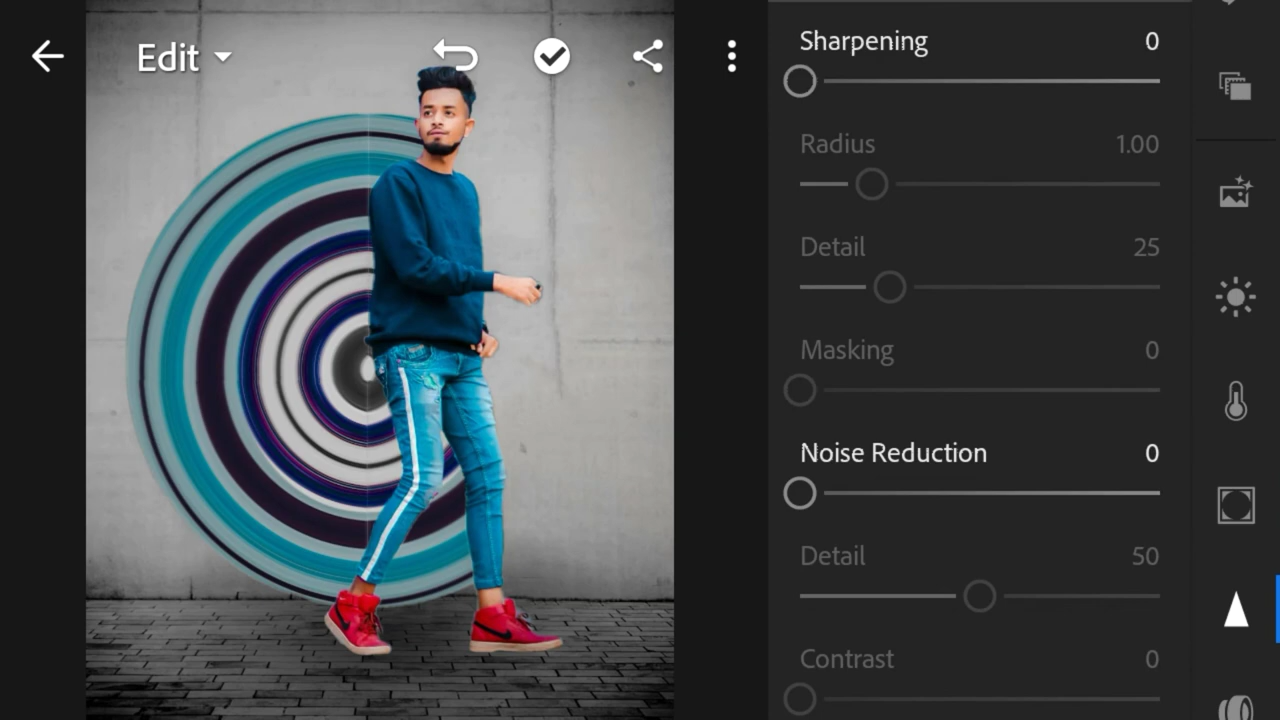 Edit
Sharpening 0
Radius 1.00
Detail 25
Masking 0
Noise Reduction 0
Detail 50
Contrast 0